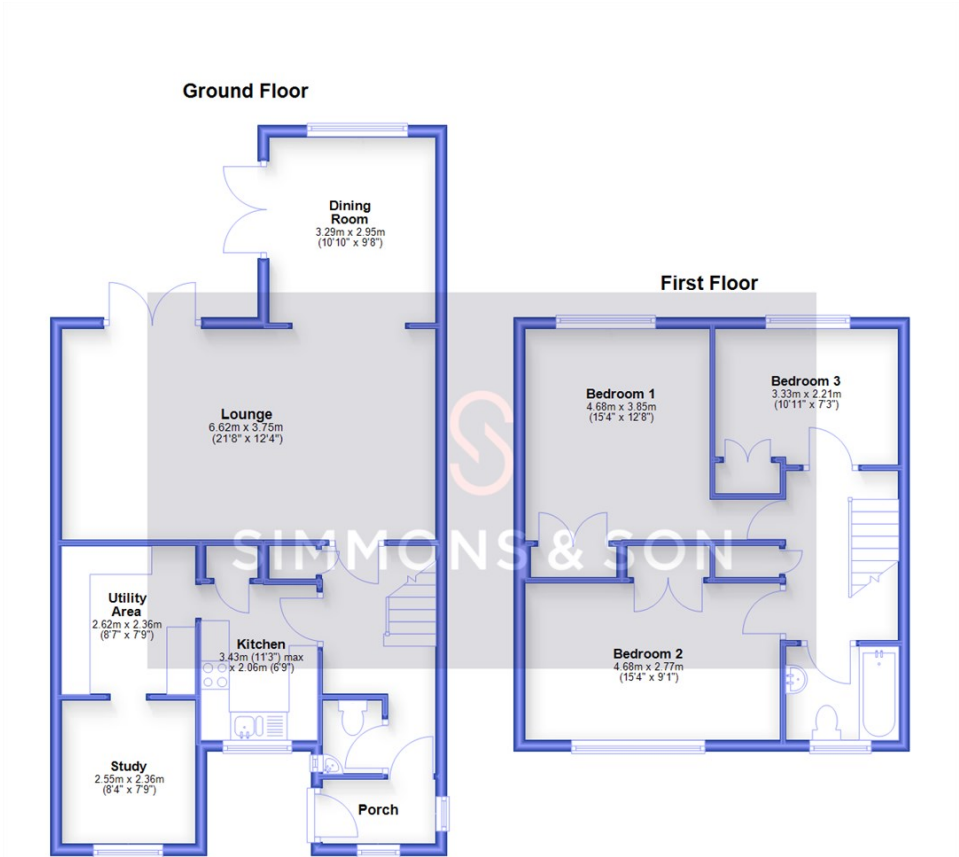 Ground Floor
Dining
Room
3.29m x 2.95m
(10'10" x 9'8")
First Floor
Lounge
6.62m x 3.75m
(21'8" x 12'4")
Bedroom 1
4.68m x 3.85m
(15'4" x 12'8")
Bedroom 3
3.33m x 2.21m
(10'11" x 7'3")
SIMMONS & SON
Utility
Area
2.62m x 2.36m
(8'7" x 7'9")
Kitchen
3.43m (11'3") max
x 2.06m (6'9")
Bedroom 2
4.68m x 2.77m
(15'4" x 9'1")
Study
2.55m x 2.36m
(8'4" x 7'9")
Porch